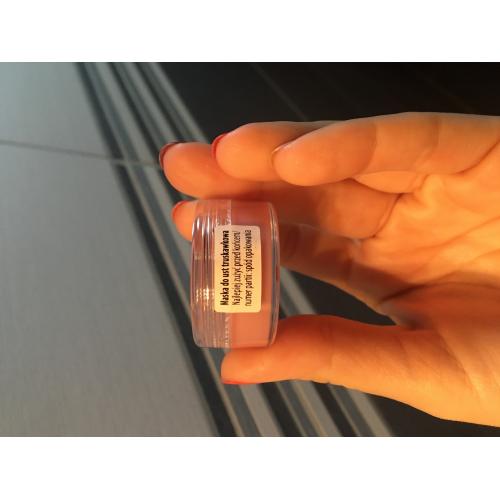 Maska do ust truskawkowa
Najlepiej zużyć przed końcem:
numer partii: spód opakowania